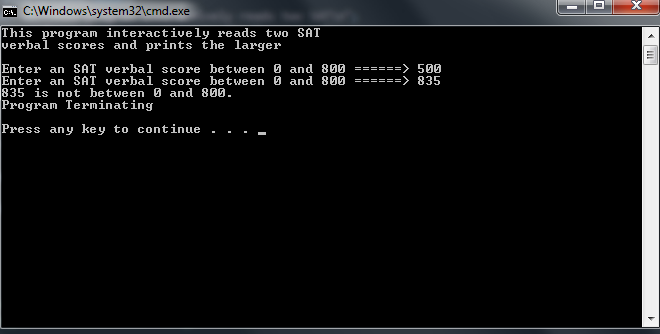 C:\Windows\system32\cmd.exe
This program interactively reads two SAT
verbal scores and prints the larger
Enter an SAT verbal score between 0 and 800 ======> 500
Enter an SAT verbal score between 0 and 800 ======> 835
835 is not between 0 and 800.
Program Terminating
Press any key to continue . . . _